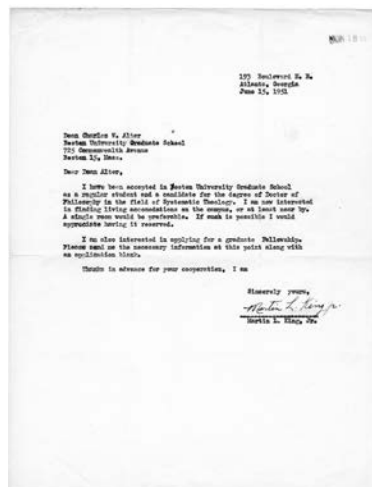 193 Boulevard N. E.
Atlanta, Georgia
June 15, 1951
Dean Charles W. Alter
Boston University Graduate School
725 Commonwealth Avenue
Boston 15, Mass.
Dear Dean Alter,
I have been accepted in Boston University Graduate School
as a regular student and a candidate for the degree of Doctor of
Philosophy in the field of Systematic Theology. I am now interested
in finding living accomodations on the campus, or at least near by.
A single room would be preferable. If such is possible I would
appreciate having it reserved.
I am also interested in applying for a graduate Fellowship.
Please send me the necessary information at this point along with
an application blank.
Thanks in advance for your cooperation, I am
Sincerely yours,
Martin L. King, Jr.
Martin L. King, Jr.